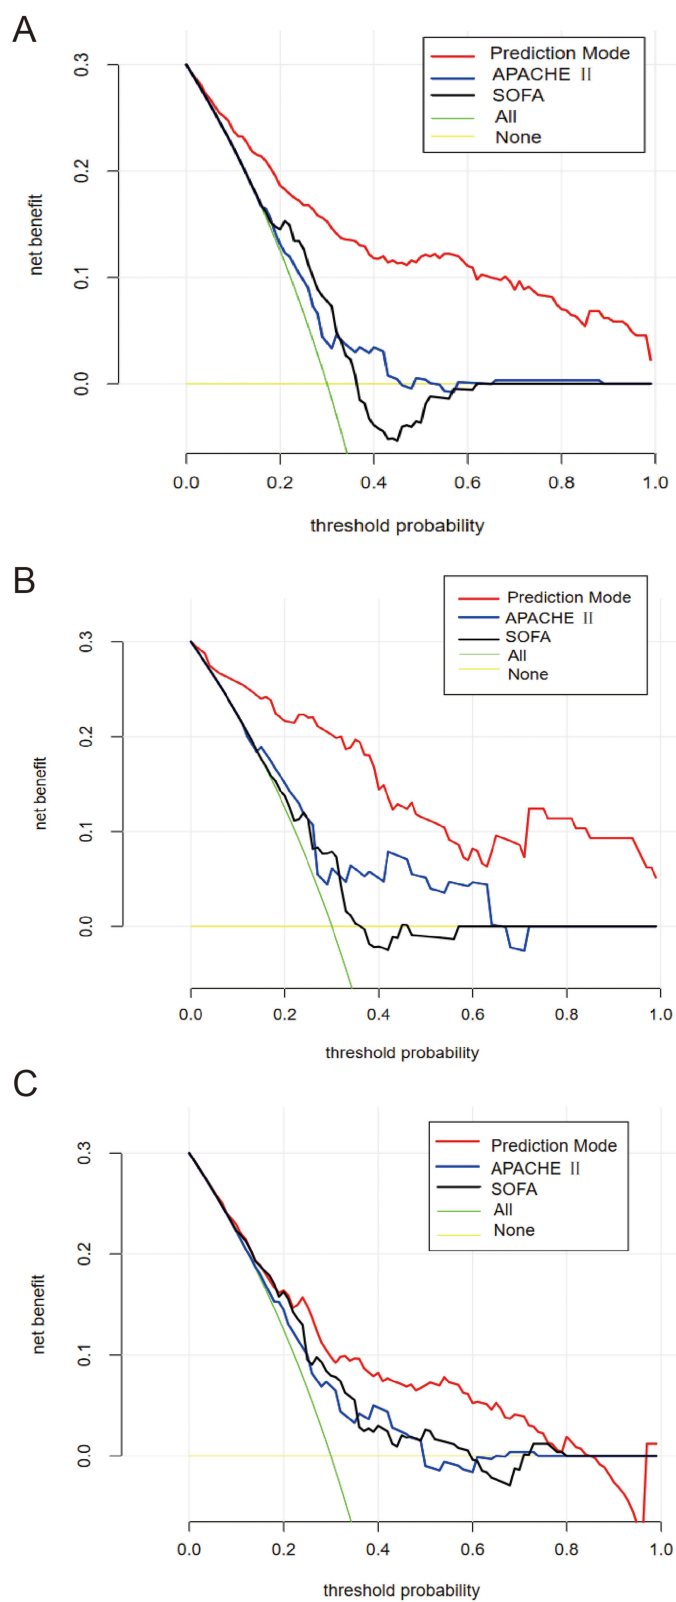 A
Prediction Mode
APACHE Ⅱ
SOFA
All
None
0.3
0.2
0.1
0.0
net benefit
0.0 0.2 0.4 0.6 0.8 1.0
threshold probability
B
Prediction Mode
APACHE Ⅱ
SOFA
All
None
0.3
0.2
0.1
0.0
net benefit
0.0 0.2 0.4 0.6 0.8 1.0
threshold probability
C
Prediction Mode
APACHE Ⅱ
SOFA
All
None
0.3
0.2
0.1
0.0
net benefit
0.0 0.2 0.4 0.6 0.8 1.0
threshold probability